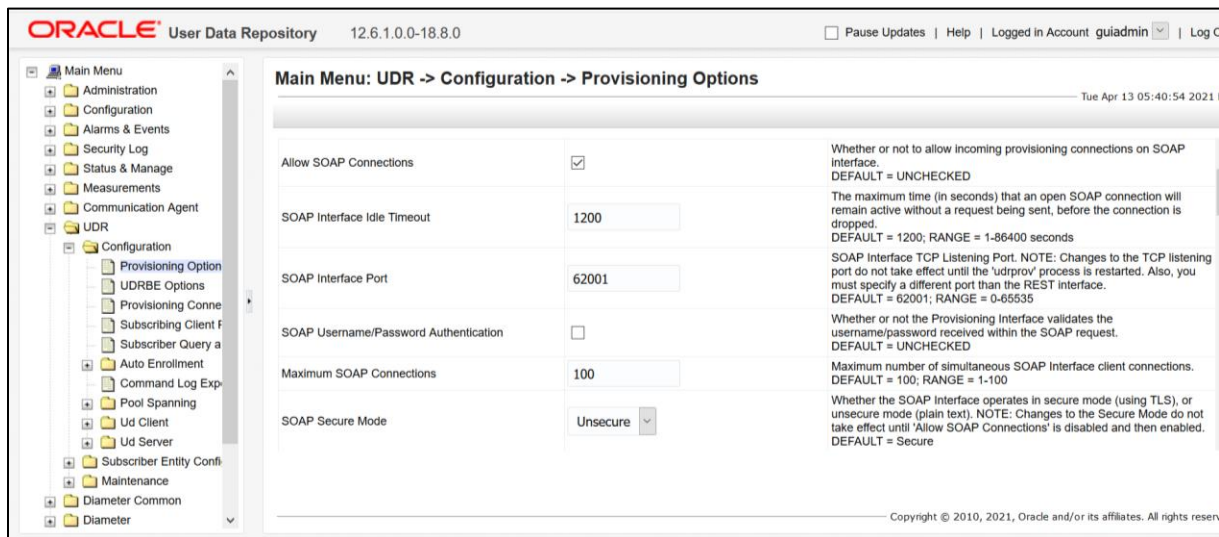 ORACLE® User Data Repository 12.6.1.0.0-18.8.0
Pause Updates | Help | Logged in Account guiadmin | Log O
Main Menu
Administration
Configuration
Alarms & Events
Security Log
Status & Manage
Measurements
Communication Agent
UDR
Configuration
Provisioning Option
UDRBE Options
Provisioning Conne
Subscribing Client P
Subscriber Query a
Auto Enrollment
Command Log Exp
Pool Spanning
Ud Client
Ud Server
Subscriber Entity Confi
Maintenance
Diameter Common
Diameter
Main Menu: UDR -> Configuration -> Provisioning Options
Tue Apr 13 05:40:54 2021
Allow SOAP Connections
Whether or not to allow incoming provisioning connections on SOAP
interface.
DEFAULT = UNCHECKED
SOAP Interface Idle Timeout
1200
The maximum time (in seconds) that an open SOAP connection will
remain active without a request being sent, before the connection is
dropped.
DEFAULT = 1200; RANGE = 1-86400 seconds
SOAP Interface Port
62001
SOAP Interface TCP Listening Port. NOTE: Changes to the TCP listening
port do not take effect until the 'udrprov' process is restarted. Also, you
must specify a different port than the REST interface.
DEFAULT = 62001; RANGE = 0-65535
SOAP Username/Password Authentication
Whether or not the Provisioning Interface validates the
username/password received within the SOAP request.
DEFAULT = UNCHECKED
Maximum SOAP Connections
100
Maximum number of simultaneous SOAP Interface client connections.
DEFAULT = 100; RANGE = 1-100
SOAP Secure Mode
Unsecure
Whether the SOAP Interface operates in secure mode (using TLS), or
unsecure mode (plain text). NOTE: Changes to the Secure Mode do not
take effect until 'Allow SOAP Connections' is disabled and then enabled.
DEFAULT = Secure
Copyright © 2010, 2021, Oracle and/or its affiliates. All rights reserv